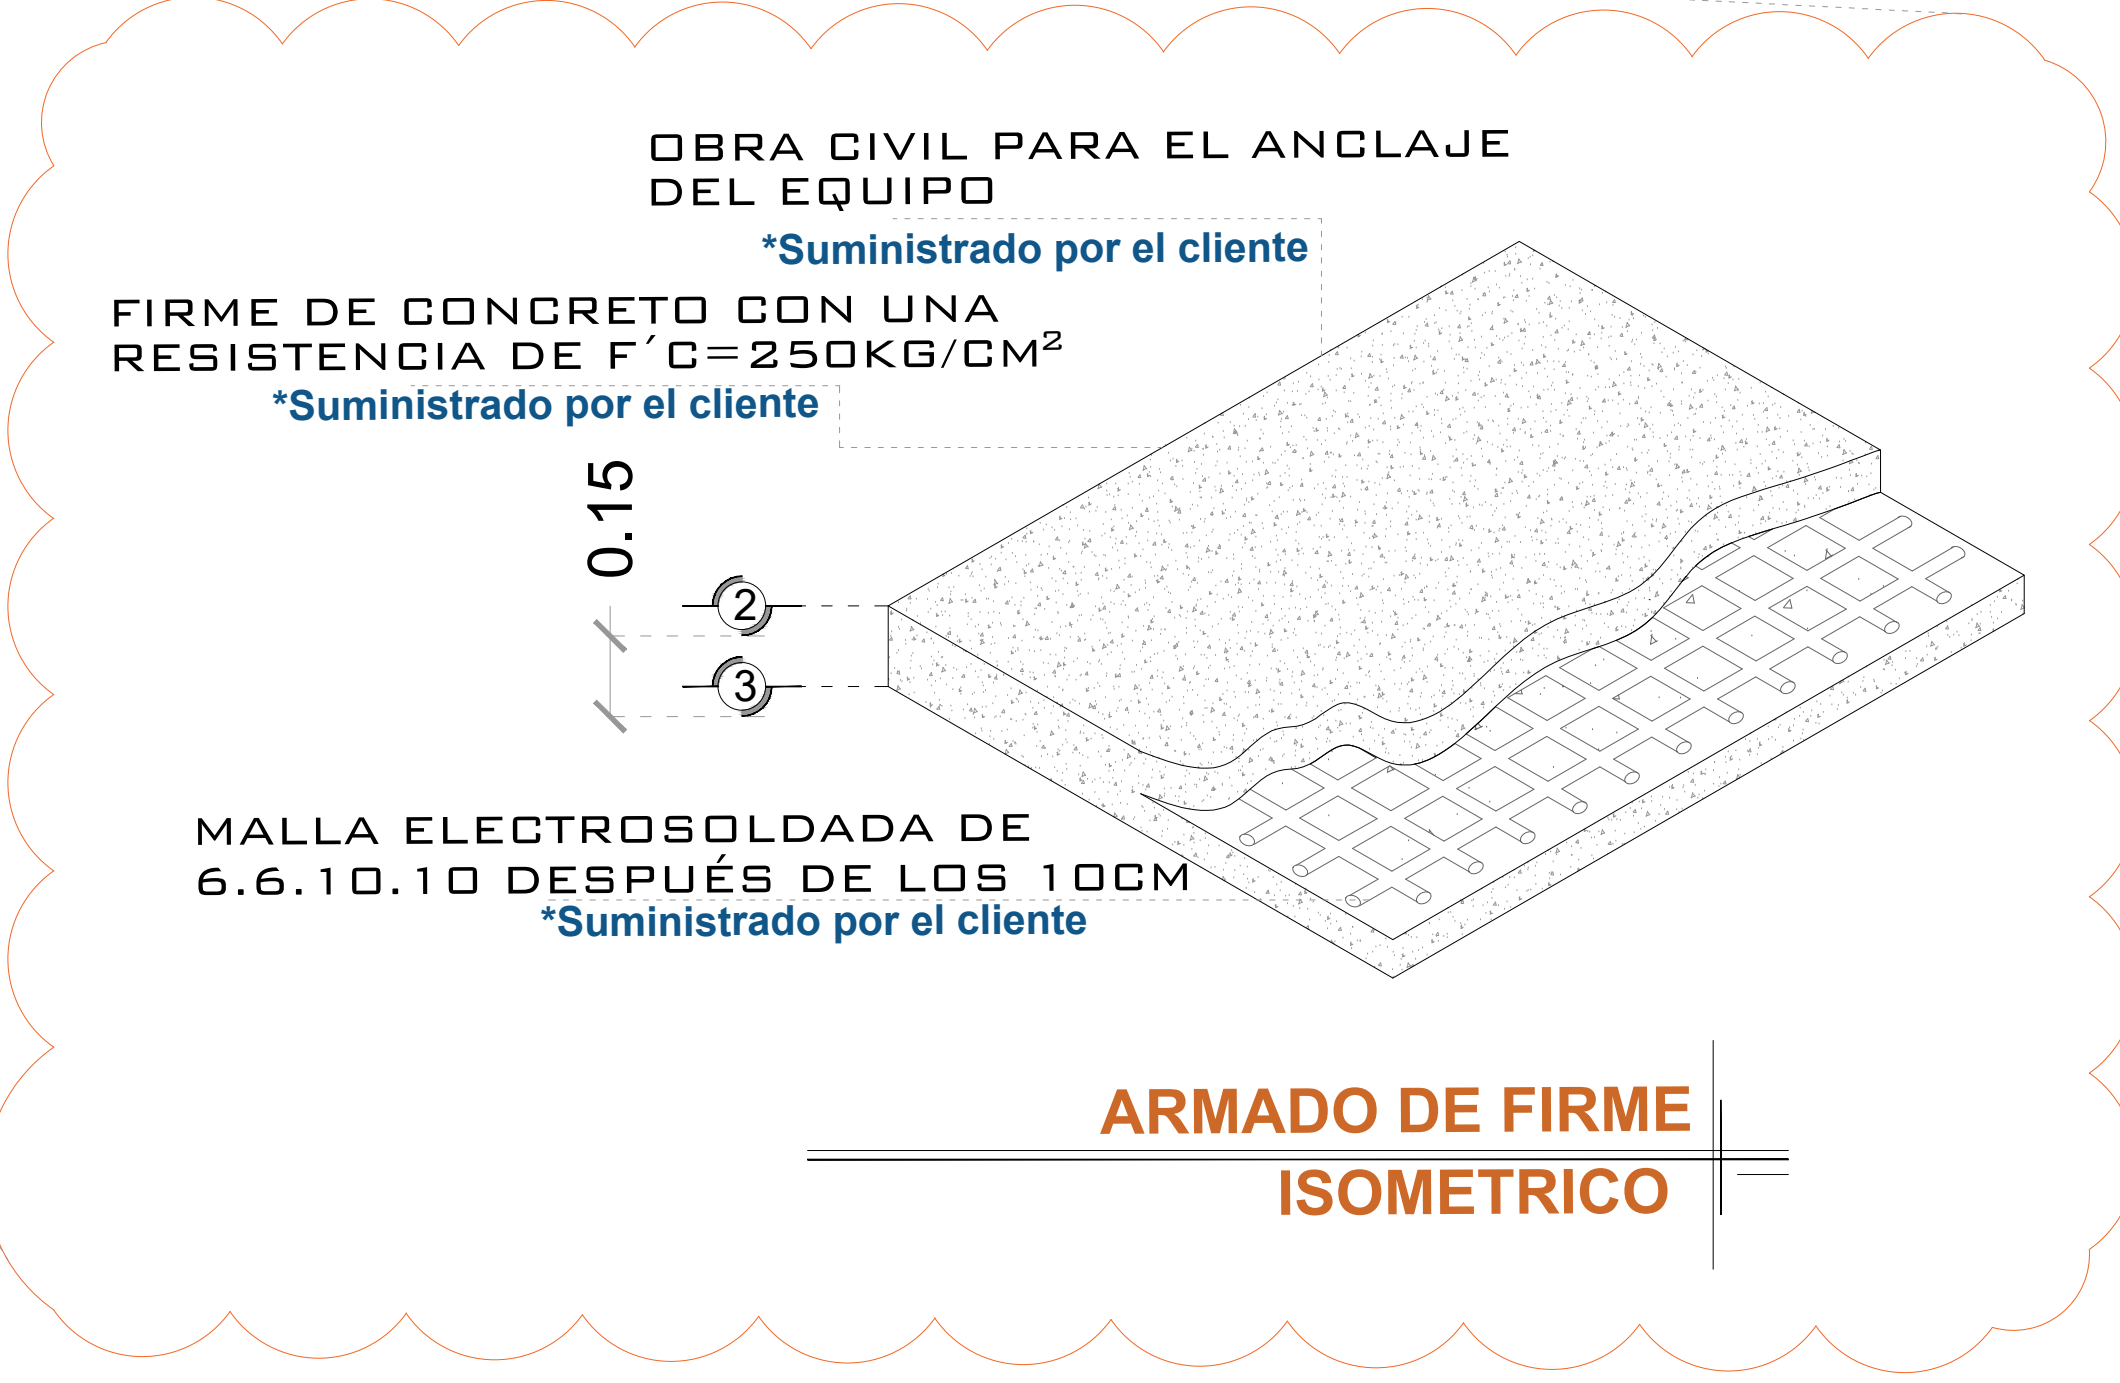 OBRA CIVIL PARA EL ANCLAJE
DEL EQUIPO
*Suministrado por el cliente
FIRME DE CONCRETO CON UNA
RESISTENCIA DE F´C=250KG/CM²
*Suministrado por el cliente
0.15
2
3
MALLA ELECTROSOLDADA DE
6.6.10.10 DESPUÉS DE LOS 10CM
*Suministrado por el cliente
ARMADO DE FIRME
ISOMETRICO